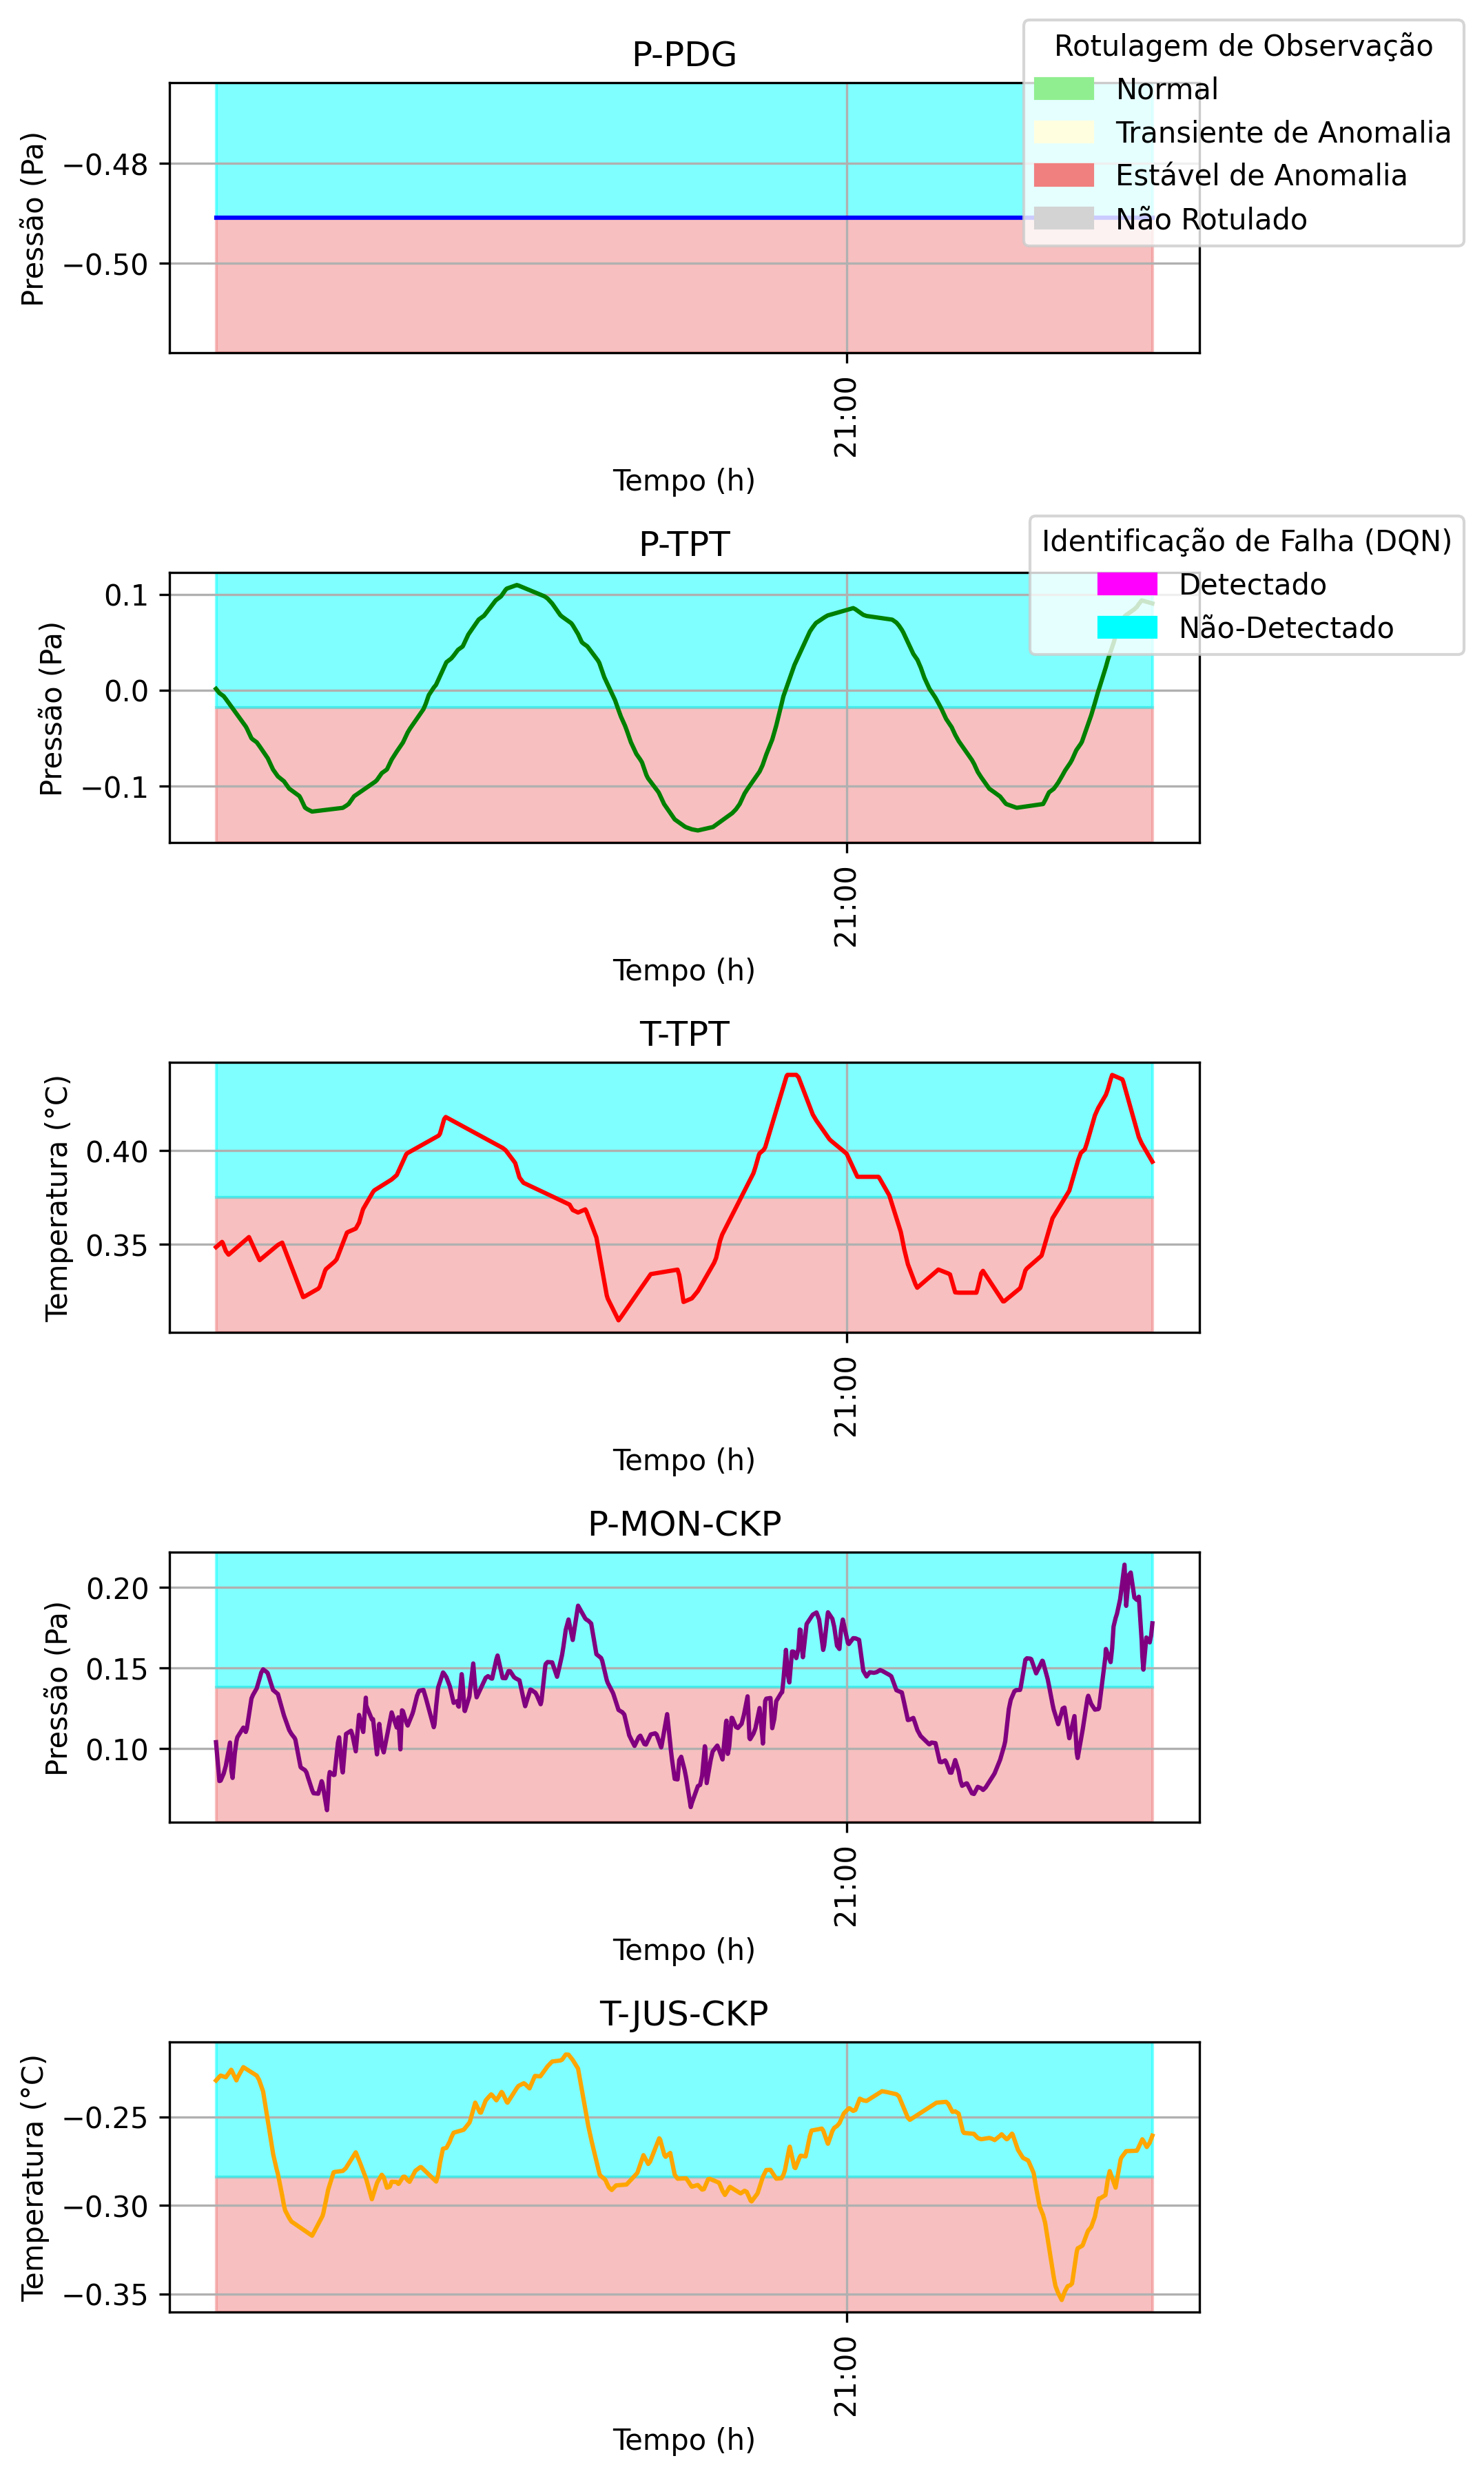 P-PDG
Rotulagem de Observação
Normal
Transiente de Anomalia
Estável de Anomalia
Não Rotulado
Pressão (Pa)
−0.48
−0.50
21:00
Tempo (h)
P-TPT
Identificação de Falha (DQN)
Detectado
Não-Detectado
Pressão (Pa)
0.1
0.0
−0.1
21:00
Tempo (h)
T-TPT
Temperatura (°C)
0.40
0.35
21:00
Tempo (h)
P-MON-CKP
Pressão (Pa)
0.20
0.15
0.10
21:00
Tempo (h)
T-JUS-CKP
Temperatura (°C)
−0.25
−0.30
−0.35
21:00
Tempo (h)